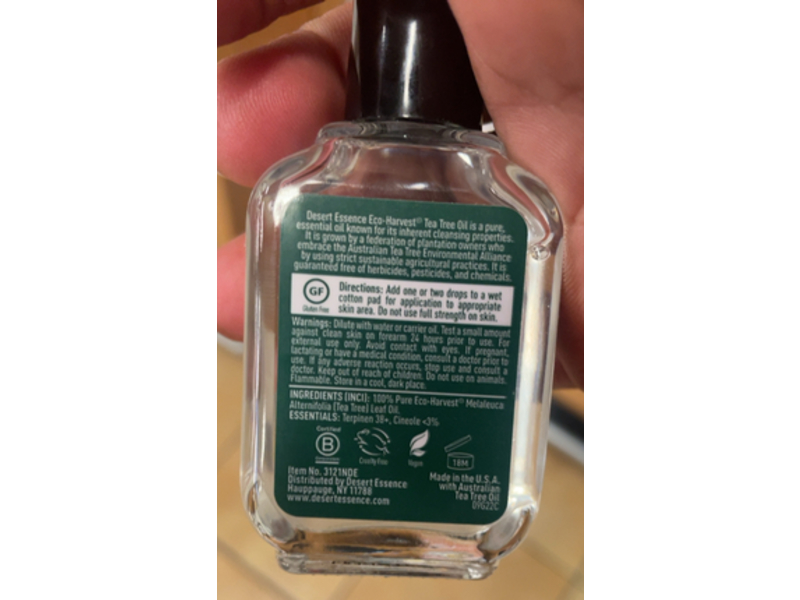 Desert Essence Eco-Harvest® Tea Tree Oil is a pure,
essential oil known for its inherent cleansing properties.
It is grown by a federation of plantation owners who
embrace the Australian Tea Tree Environmental Alliance
by using strict sustainable agricultural practices. It is
guaranteed free of herbicides, pesticides, and chemicals.
GF
Gluten Free
Directions: Add one or two drops to a wet
cotton pad for application to appropriate
skin area. Do not use full strength on skin.
Warnings: Dilute with water or carrier oil. Test a small amount
against clean skin on forearm 24 hours prior to use. For
external use only. Avoid contact with eyes. If pregnant,
lactating or have a medical condition, consult a doctor prior to
use. If any adverse reaction occurs, stop use and consult a
doctor. Keep out of reach of children. Do not use on animals.
Flammable. Store in a cool, dark place.
INGREDIENTS (INCI): 100% Pure Eco-Harvest® Melaleuca
Alternifolia (Tea Tree) Leaf Oil.
ESSENTIALS: Terpinen 38+, Cineole <3%
Certified
B
Cruelty Free
Vegan
18M
Item No. 3121NDE
Distributed by Desert Essence
Hauppauge, NY 11788
www.desertessence.com
Made in the U.S.A.
with Australian
Tea Tree Oil
09G22C